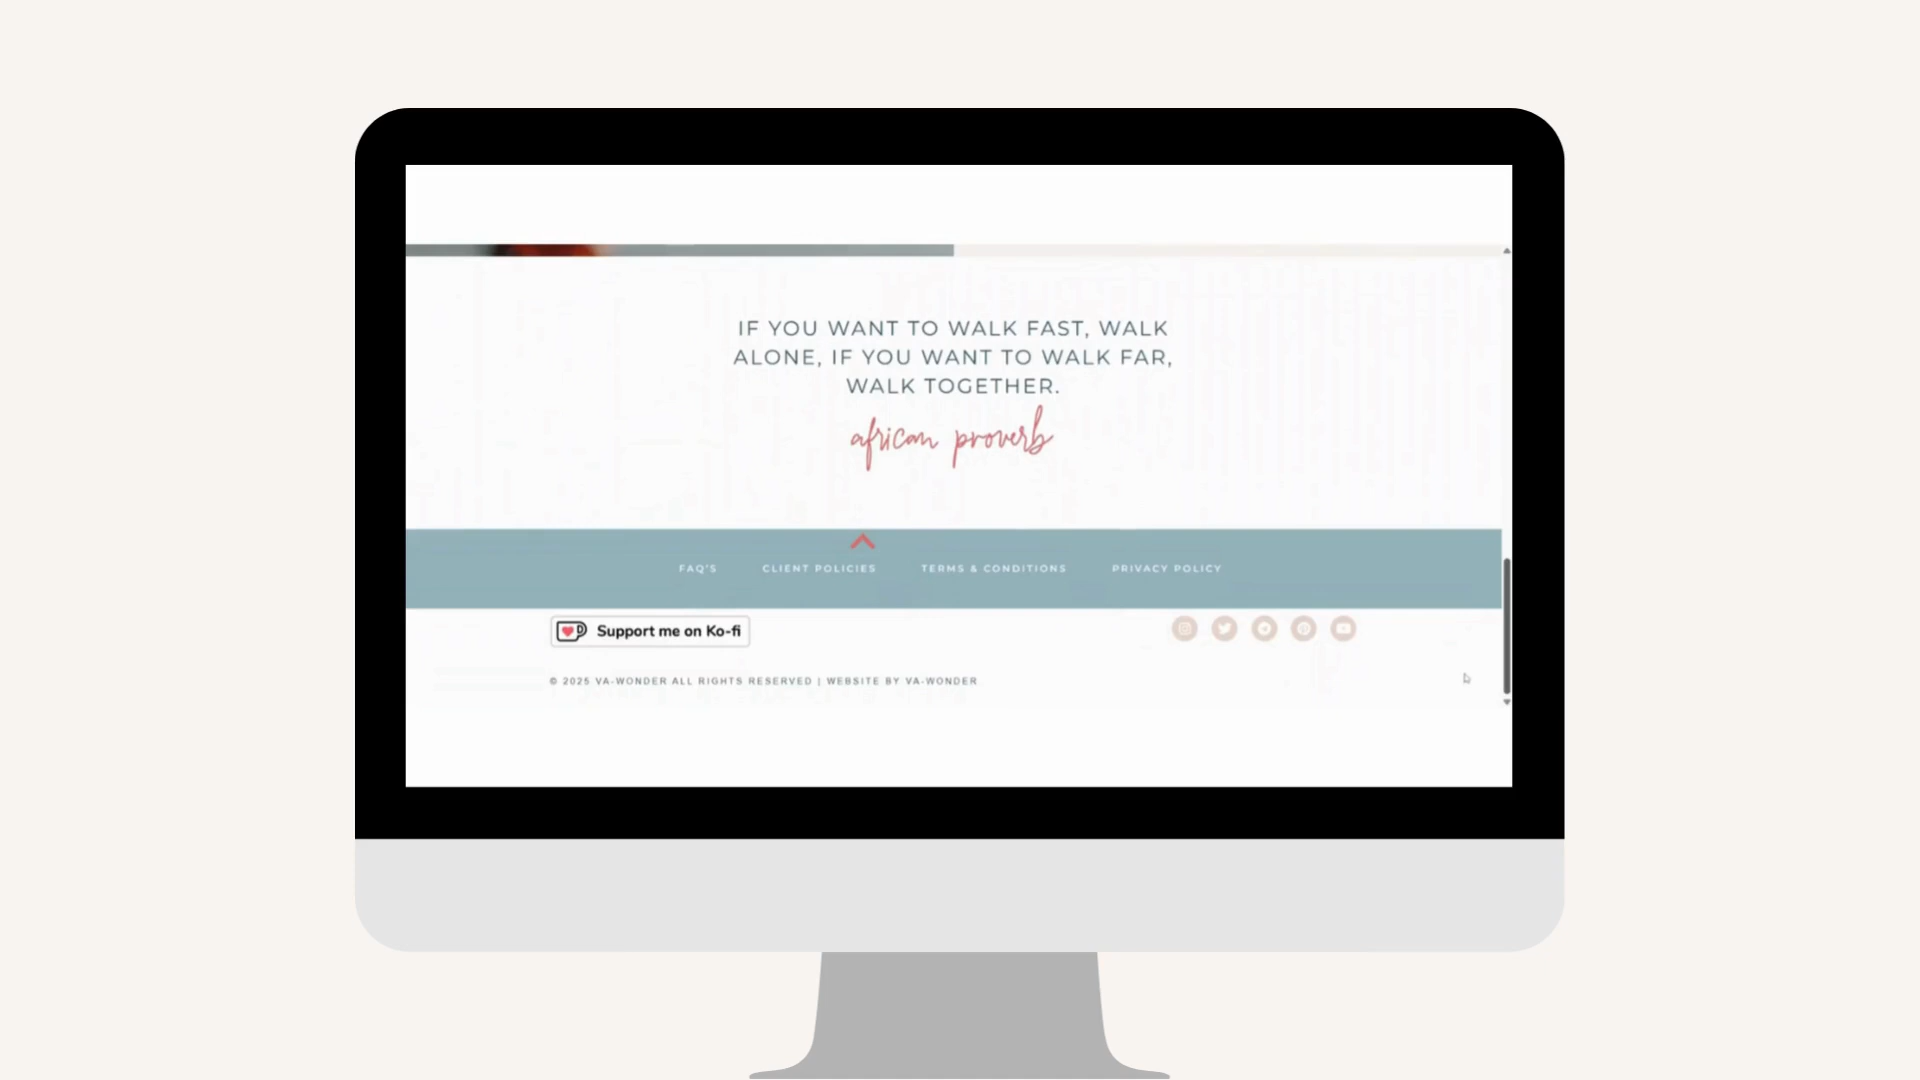 IF YOU WANT TO WALK FAST, WALK
ALONE, IF YOU WANT TO WALK FAR,
WALK TOGETHER.
african proverb
FAQ'S CLIENT POLICIES TERMS & CONDITIONS PRIVACY POLICY
Support me on Ko-fi
© 2025 VA-WONDER ALL RIGHTS RESERVED | WEBSITE BY VA-WONDER